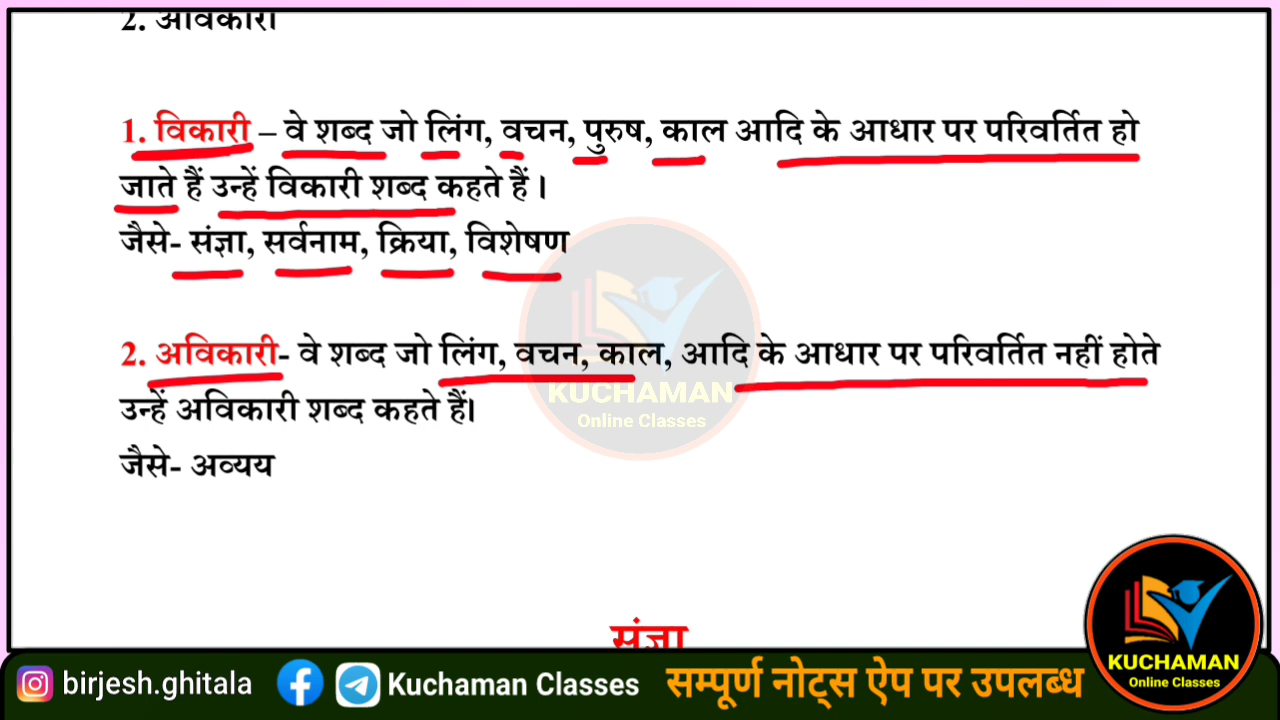 2. अविकारी
1. विकारी – वे शब्द जो लिंग, वचन, पुरुष, काल आदि के आधार पर परिवर्तित हो
जाते हैं उन्हें विकारी शब्द कहते हैं ।
जैसे- संज्ञा, सर्वनाम, क्रिया, विशेषण
2. अविकारी- वे शब्द जो लिंग, वचन, काल, आदि के आधार पर परिवर्तित नहीं होते
उन्हें अविकारी शब्द कहते हैं।
जैसे- अव्यय
KUCHAMAN
Online Classes
संज्ञा
birjesh.ghitala
Kuchaman Classes
सम्पूर्ण नोट्स ऐप पर उपलब्ध
KUCHAMAN
Online Classes